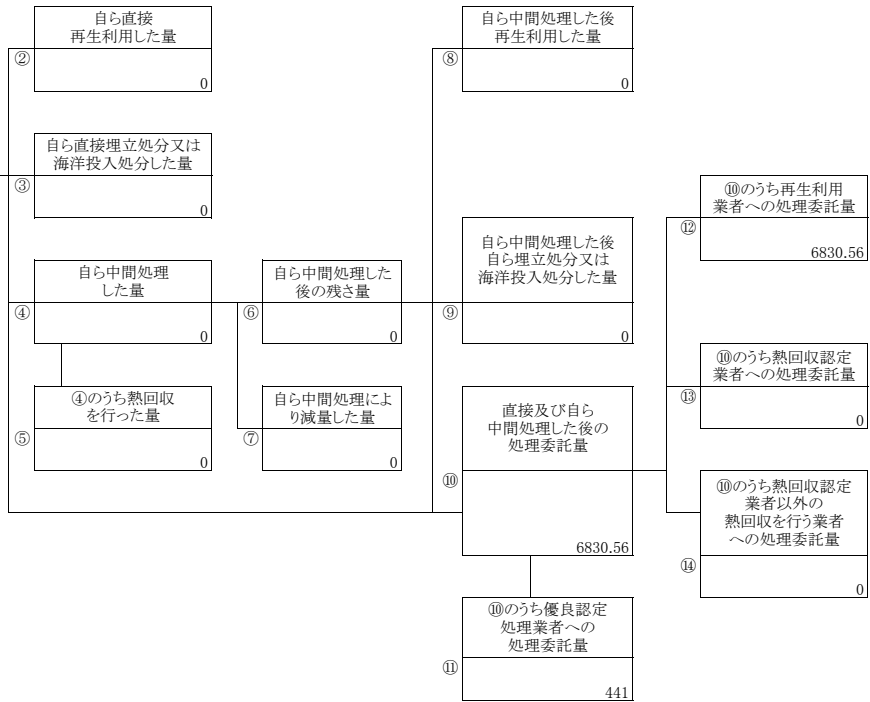 自ら直接
再生利用した量
②
0
自ら直接埋立処分又は
海洋投入処分した量
③
0
自ら中間処理
した量
④
0
④のうち熱回収
を行った量
⑤
0
自ら中間処理した
後の残さ量
⑥
0
自ら中間処理によ
り減量した量
⑦
0
自ら中間処理した後
再生利用した量
⑧
0
自ら中間処理した後
自ら埋立処分又は
海洋投入処分した量
⑨
0
直接及び自ら
中間処理した後の
処理委託量
⑩
6830.56
⑩のうち優良認定
処理業者への
処理委託量
⑪
441
⑩のうち再生利用
業者への処理委託量
⑫
6830.56
⑩のうち熱回収認定
業者への処理委託量
⑬
0
⑩のうち熱回収認定
業者以外の
熱回収を行う業者
への処理委託量
⑭
0